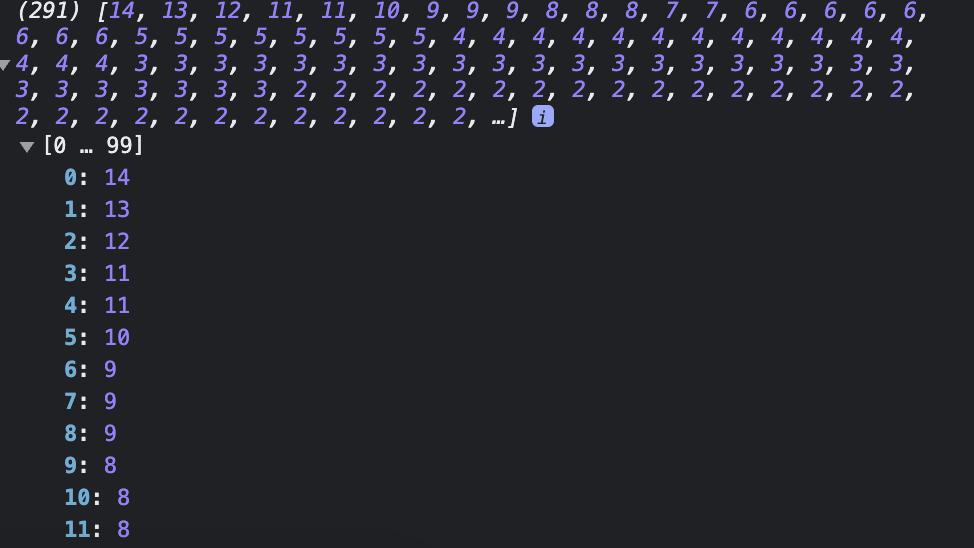 (291) [14, 13, 12, 11, 11, 10, 9, 9, 9, 8, 8, 8, 7, 7, 6, 6, 6, 6, 6,
6, 6, 6, 5, 5, 5, 5, 5, 5, 5, 5, 4, 4, 4, 4, 4, 4, 4, 4, 4, 4, 4, 4,
4, 4, 4, 3, 3, 3, 3, 3, 3, 3, 3, 3, 3, 3, 3, 3, 3, 3, 3, 3, 3, 3, 3,
3, 3, 3, 3, 3, 3, 3, 2, 2, 2, 2, 2, 2, 2, 2, 2, 2, 2, 2, 2, 2, 2, 2,
2, 2, 2, 2, 2, 2, 2, 2, 2, 2, 2, 2, …] i
[0 … 99]
0: 14
1: 13
2: 12
3: 11
4: 11
5: 10
6: 9
7: 9
8: 9
9: 8
10: 8
11: 8